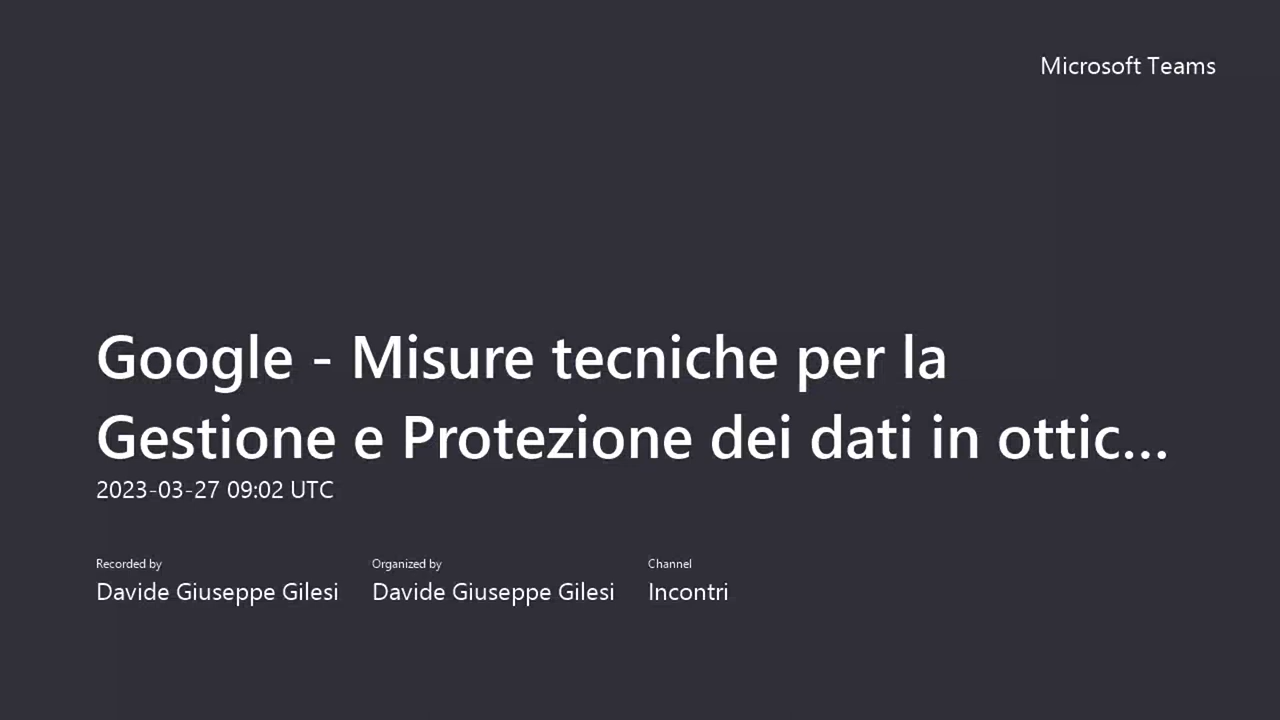 Microsoft Teams
Google - Misure tecniche per la
Gestione e Protezione dei dati in ottic...
2023-03-27 09:02 UTC
Recorded by
Davide Giuseppe Gilesi
Organized by
Davide Giuseppe Gilesi
Channel
Incontri